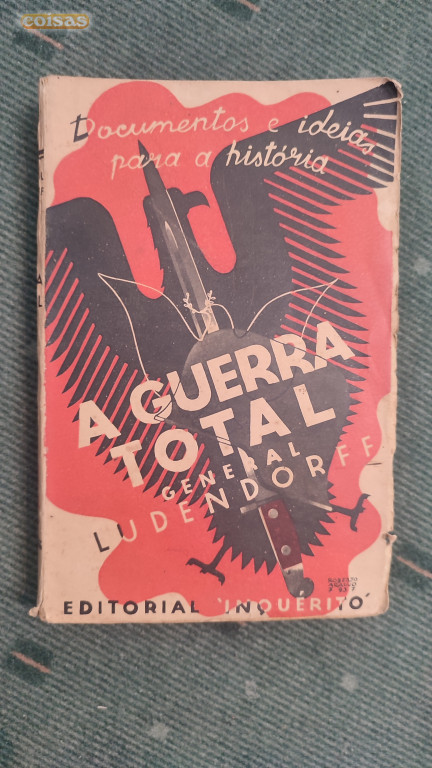 coisas
Documentos e ideias
para a história
A GUERRA
TOTAL
GENERAL
LUDENDORFF
EDITORIAL 'INQUÉRITO'